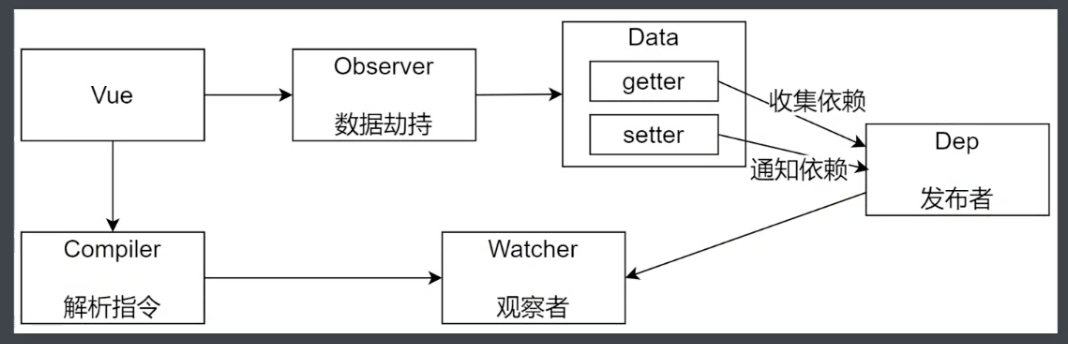 Vue
Observer
数据劫持
Data
getter
setter
收集依赖
通知依赖
Dep
发布者
Compiler
解析指令
Watcher
观察者